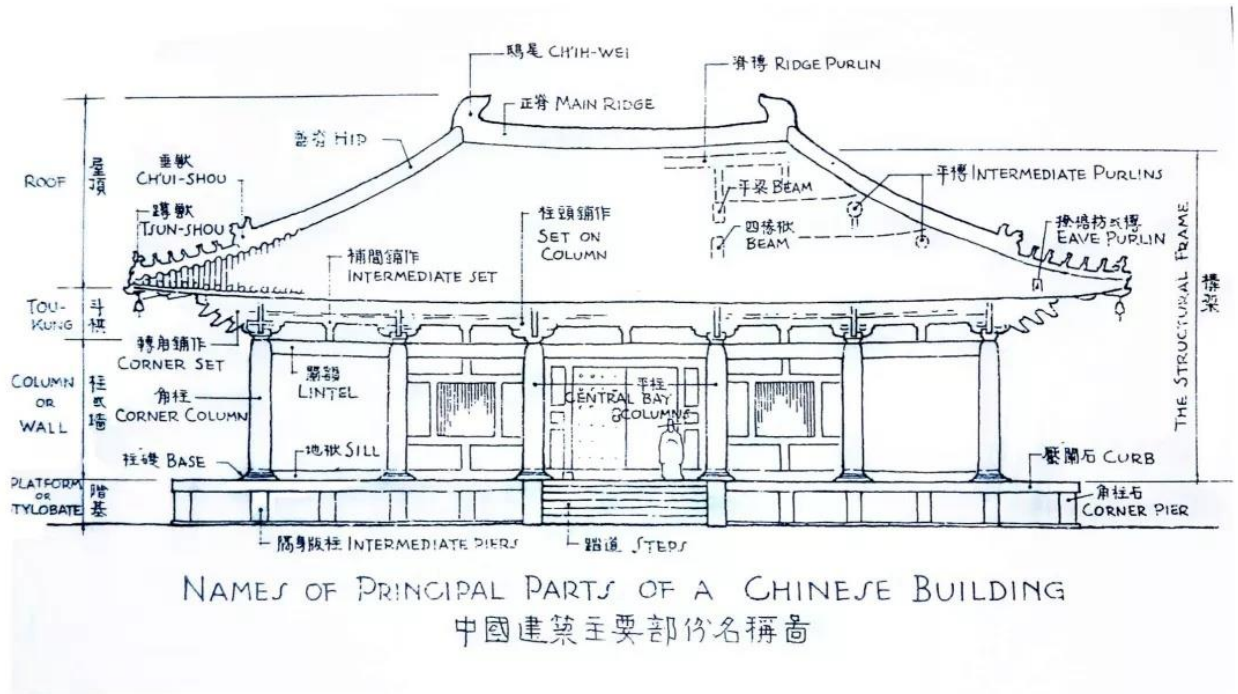 鴟尾 CH'IH-WEI
脊槫 RIDGE PURLIN
正脊 MAIN RIDGE
垂脊 HIP
ROOF
屋頂
垂獸
CH'UI-SHOU
平梁 BEAM
平槫 INTERMEDIATE PURLINS
蹲獸
TSUN-SHOU
柱頭鋪作
SET ON
COLUMN
四椽栿
BEAM
橑檐枋或槫
EAVE PURLIN
補間鋪作
INTERMEDIATE SET
THE STRUCTURAL FRAME
構架
TOU-
KUNG
斗栱
轉角鋪作
CORNER SET
闌額
LINTEL
COLUMN
OR
WALL
柱或墻
角柱
CORNER COLUMN
平柱
CENTRAL BAY
COLUMNS
柱礎 BASE
地栿 SILL
壓闌石 CURB
PLATFORM
OR
STYLOBATE
階基
角柱石
CORNER PIER
隔身版柱 INTERMEDIATE PIERS
踏道 STEPS
NAMES OF PRINCIPAL PARTS OF A CHINESE BUILDING
中國建築主要部份名稱圖